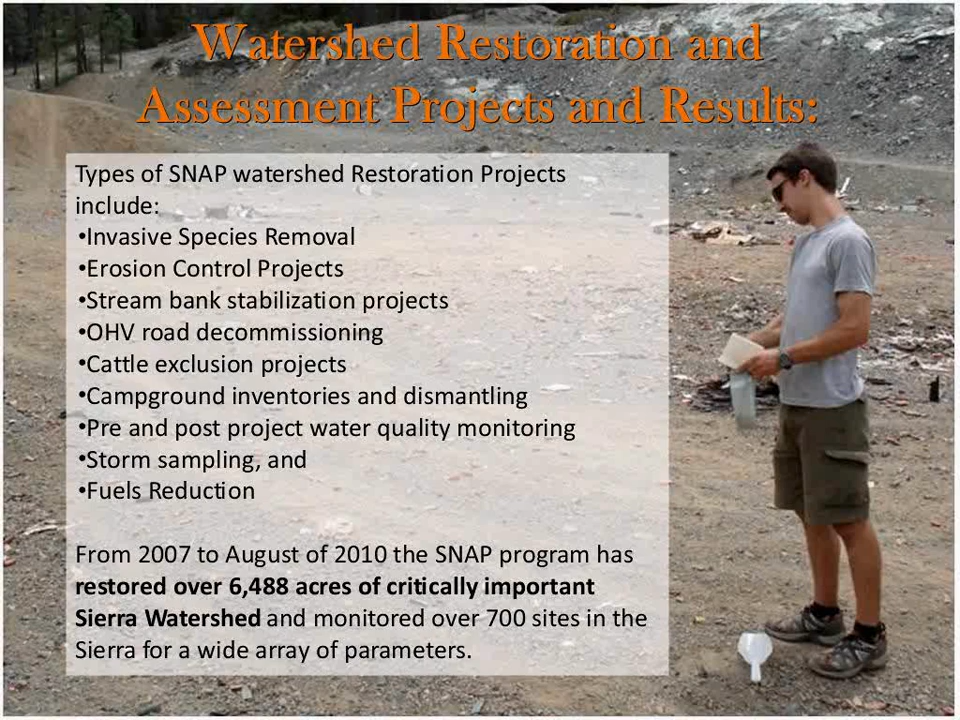 Watershed Restoration and
Assessment Projects and Results:
Types of SNAP watershed Restoration Projects
include:
•Invasive Species Removal
•Erosion Control Projects
•Stream bank stabilization projects
•OHV road decommissioning
•Cattle exclusion projects
•Campground inventories and dismantling
•Pre and post project water quality monitoring
•Storm sampling, and
•Fuels Reduction
From 2007 to August of 2010 the SNAP program has
restored over 6,488 acres of critically important
Sierra Watershed and monitored over 700 sites in the
Sierra for a wide array of parameters.